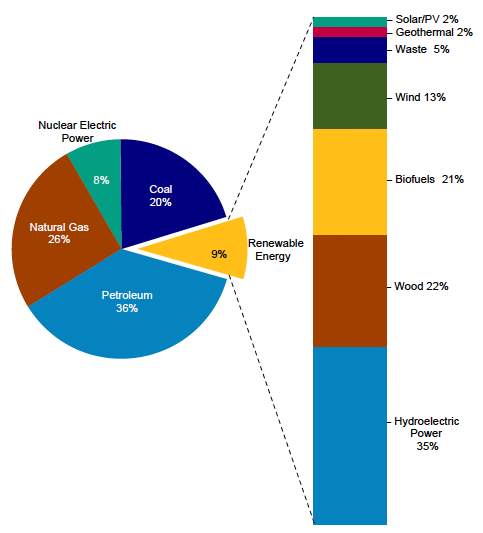 Nuclear Electric
Power
8%
Coal
20%
Natural Gas
26%
9%
Renewable
Energy
Petroleum
36%
Solar/PV 2%
Geothermal 2%
Waste  5%
Wind 13%
Biofuels  21%
Wood 22%
Hydroelectric
Power
35%